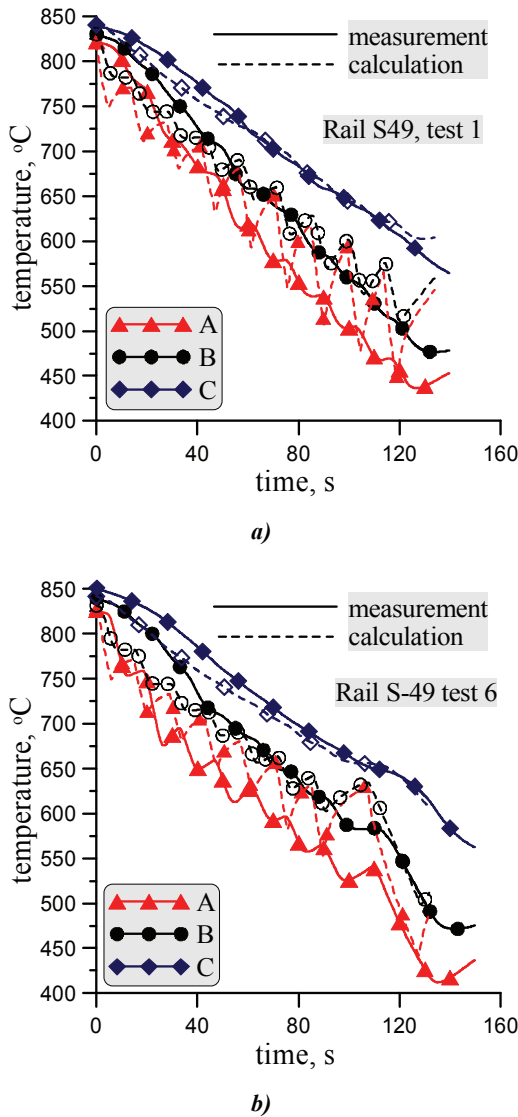 850
800
750
700
650
600
550
500
450
400
temperature, °C
measurement
calculation
Rail S49, test 1
A
B
C
0 40 80 120 160
time, s
a)
850
800
750
700
650
600
550
500
450
400
temperature, °C
measurement
calculation
Rail S-49 test 6
A
B
C
0 40 80 120 160
time, s
b)